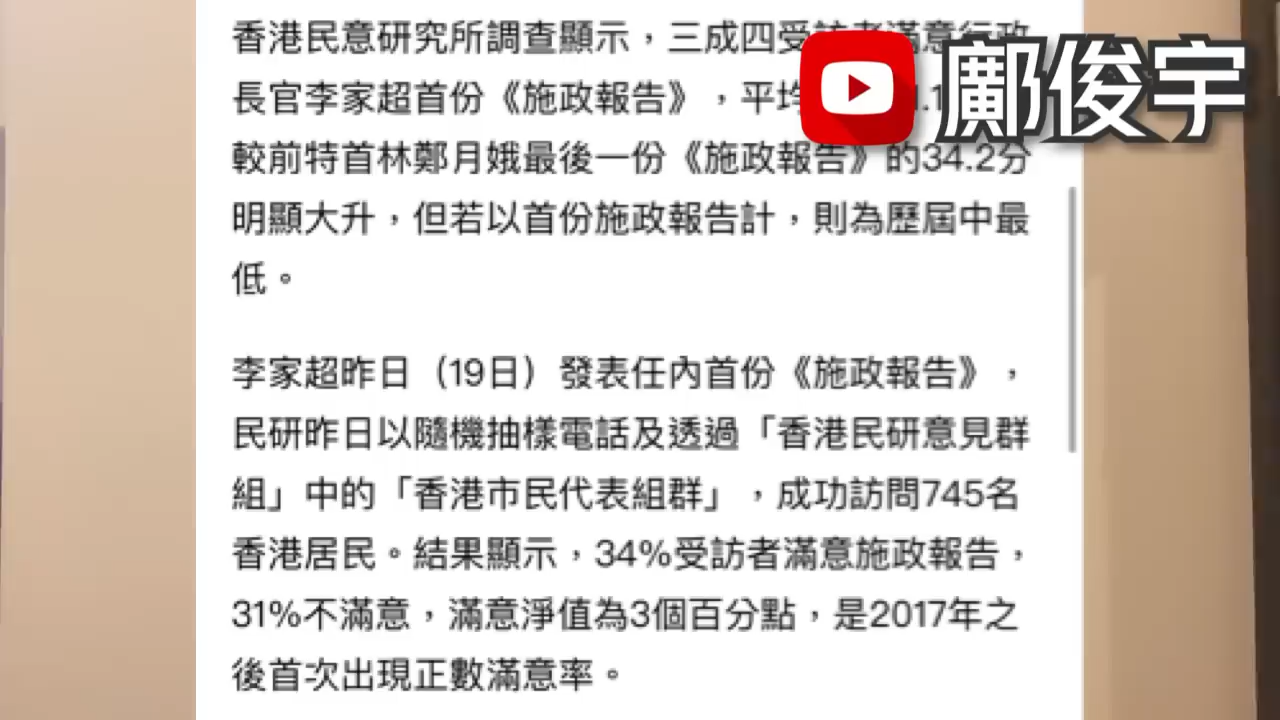 香港民意研究所調查顯示，三成四受訪者滿意行政
鄺俊宇
長官李家超首份《施政報告》，平均
較前特首林鄭月娥最後一份《施政報告》的34.2分
明顯大升，但若以首份施政報告計，則為歷屆中最
低。
李家超昨日（19日）發表任內首份《施政報告》，
民研昨日以隨機抽樣電話及透過「香港民研意見群
組」中的「香港市民代表組群」，成功訪問745名
香港居民。結果顯示，34%受訪者滿意施政報告，
31%不滿意，滿意淨值為3個百分點，是2017年之
後首次出現正數滿意率。